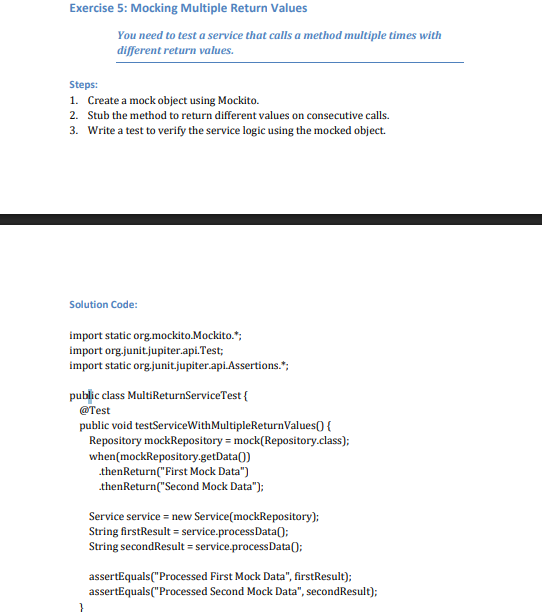 Exercise 5: Mocking Multiple Return Values
You need to test a service that calls a method multiple times with
different return values.
Steps:
1. Create a mock object using Mockito.
2. Stub the method to return different values on consecutive calls.
3. Write a test to verify the service logic using the mocked object.
Solution Code:
import static org.mockito.Mockito.*;
import org.junit.jupiter.api.Test;
import static org.junit.jupiter.api.Assertions.*;
public class MultiReturnServiceTest {
@Test
public void testServiceWithMultipleReturnValues() {
Repository mockRepository = mock(Repository.class);
when(mockRepository.getData())
.thenReturn("First Mock Data")
.thenReturn("Second Mock Data");
Service service = new Service(mockRepository);
String firstResult = service.processData();
String secondResult = service.processData();
assertEquals("Processed First Mock Data", firstResult);
assertEquals("Processed Second Mock Data", secondResult);
}